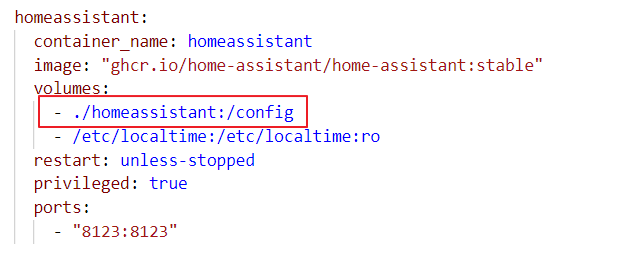 homeassistant:
container_name: homeassistant
image: "ghcr.io/home-assistant/home-assistant:stable"
volumes:
- ./homeassistant:/config
- /etc/localtime:/etc/localtime:ro
restart: unless-stopped
privileged: true
ports:
- "8123:8123"